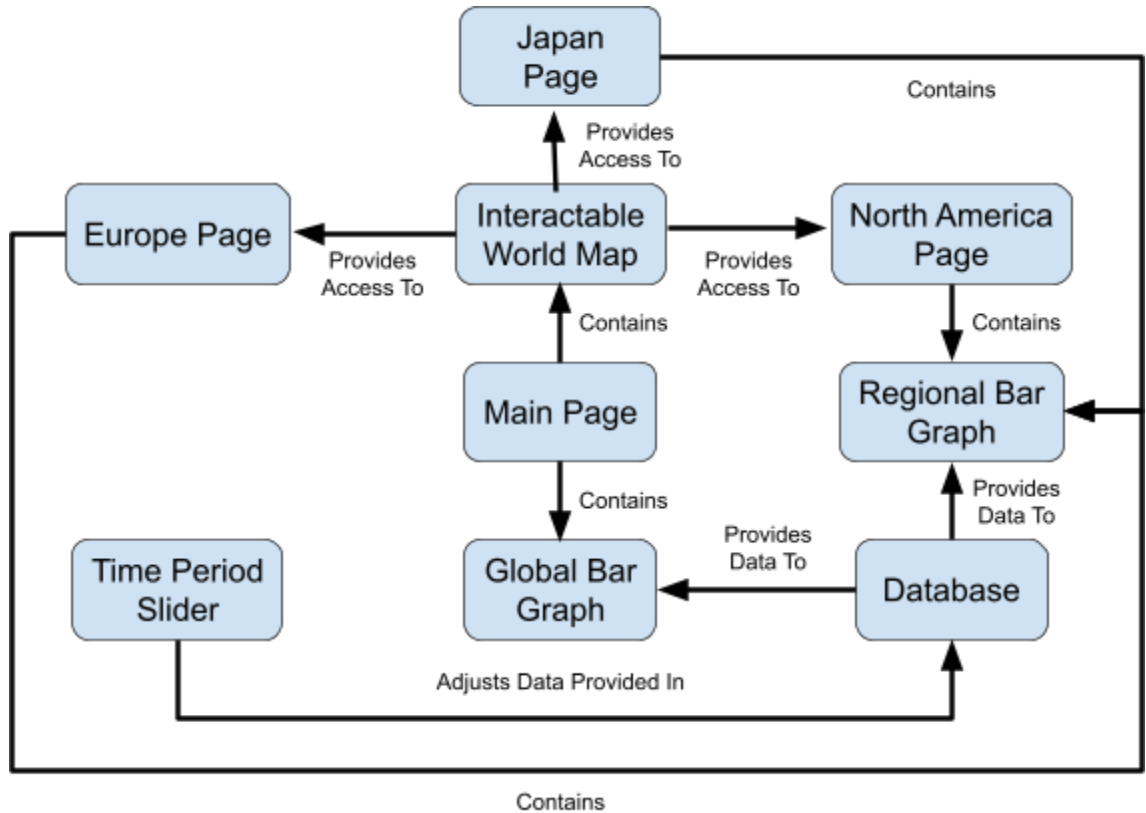 Japan
Page
Contains
Provides
Access To
Europe Page
Interactable
World Map
North America
Page
Provides
Access To
Provides
Access To
Contains
Contains
Main Page
Regional Bar
Graph
Contains
Provides
Data To
Provides
Data To
Time Period
Slider
Global Bar
Graph
Database
Adjusts Data Provided In
Contains